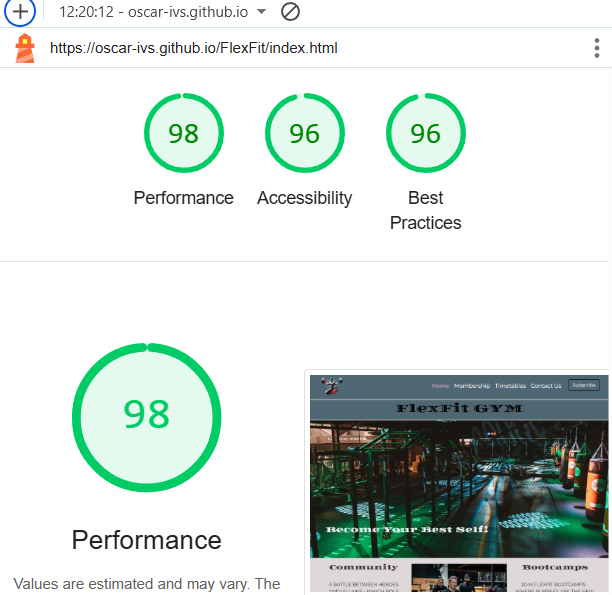 12:20:12 - oscar-ivs.github.io
https://oscar-ivs.github.io/FlexFit/index.html
98
96
96
Performance
Accessibility
Best
Practices
98
Performance
Values are estimated and may vary. The
Home Membership Timetables Contact Us Subscribe
FlexFit GYM
Become Your Best Self!
Community
Bootcamps
A BATTLE BETWEEN HEROES
JOIN FLEXFIT BOOTCAMPS -